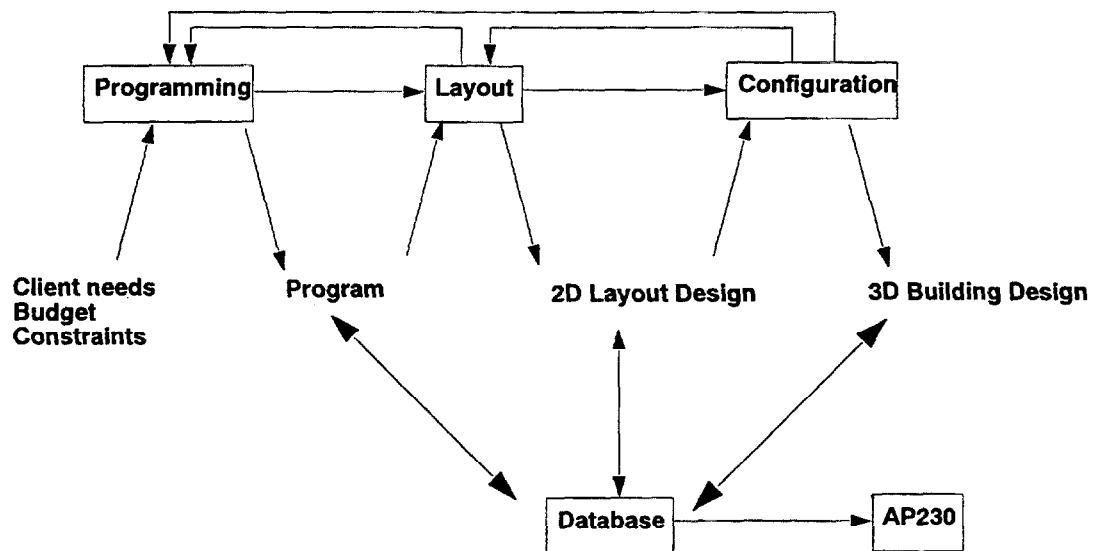 Programming
Layout
Configuration
Client needs
Budget
Constraints
Program
2D Layout Design
3D Building Design
Database
AP230